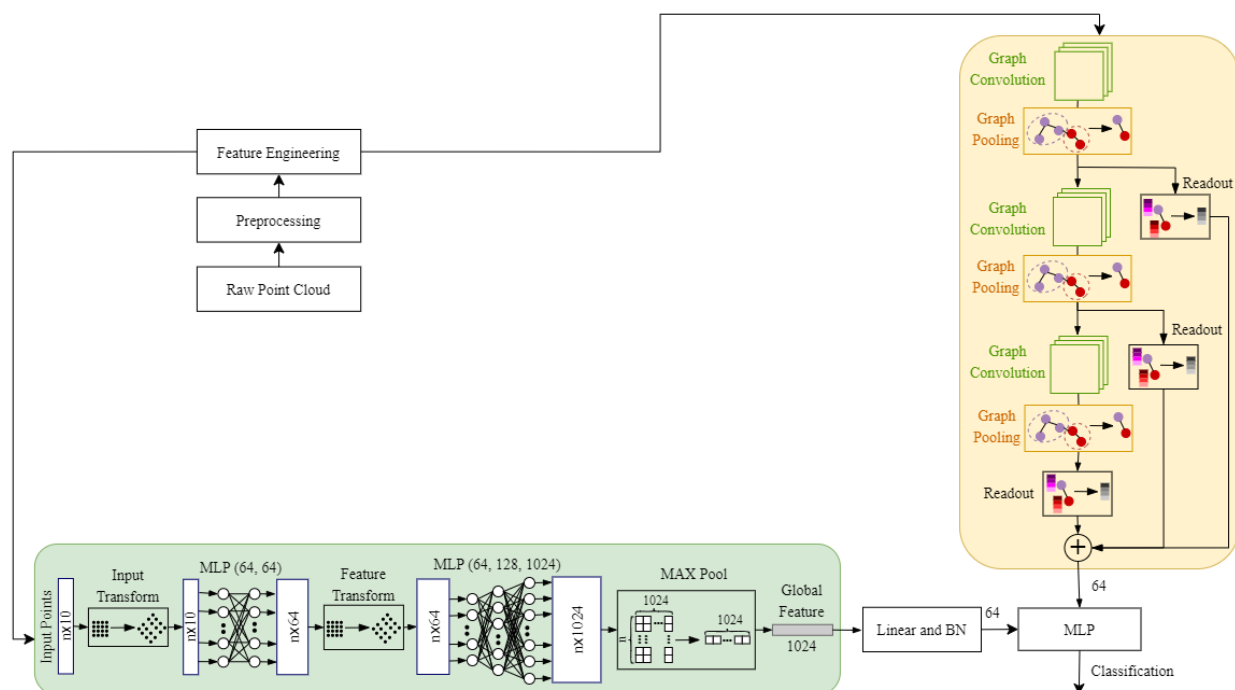 Feature Engineering
Preprocessing
Raw Point Cloud
Graph
Convolution
Graph
Pooling
Readout
Graph
Convolution
Graph
Pooling
Readout
Graph
Convolution
Graph
Pooling
Readout
+
64
Input Points
nx10
Input
Transform
nx10
MLP (64, 64)
nx64
Feature
Transform
nx64
MLP (64, 128, 1024)
nx1024
MAX Pool
1024
n
1024
Global
Feature
1024
Linear and BN
64
MLP
Classification